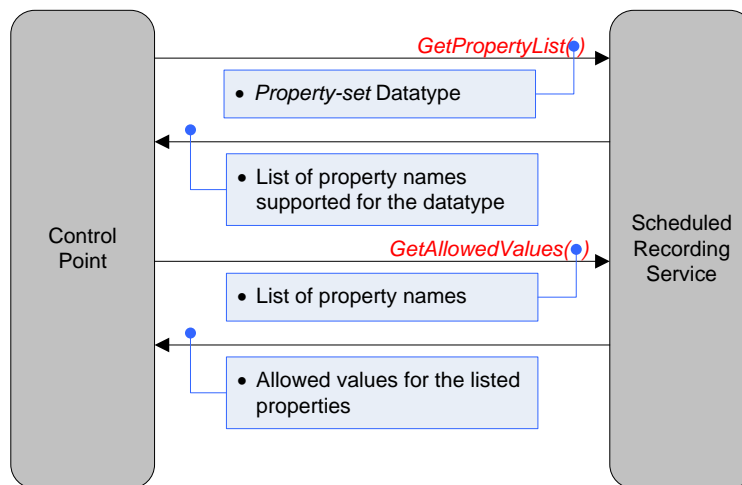 GetPropertyList( )
• Property-set Datatype
• List of property names
supported for the datatype
Control
Point
Scheduled
Recording
Service
GetAllowedValues( )
• List of property names
• Allowed values for the listed
properties